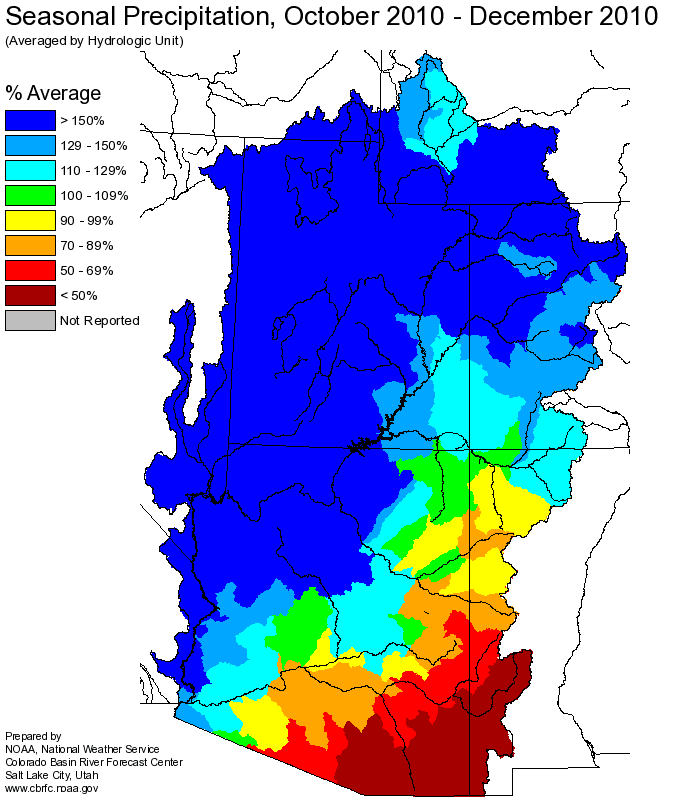 Seasonal Precipitation, October 2010 - December 2010
(Averaged by Hydrologic Unit)
% Average
> 150%
129 - 150%
110 - 129%
100 - 109%
90 - 99%
70 - 89%
50 - 69%
< 50%
Not Reported
Prepared by
NOAA, National Weather Service
Colorado Basin River Forecast Center
Salt Lake City, Utah
www.cbrfc.noaa.gov